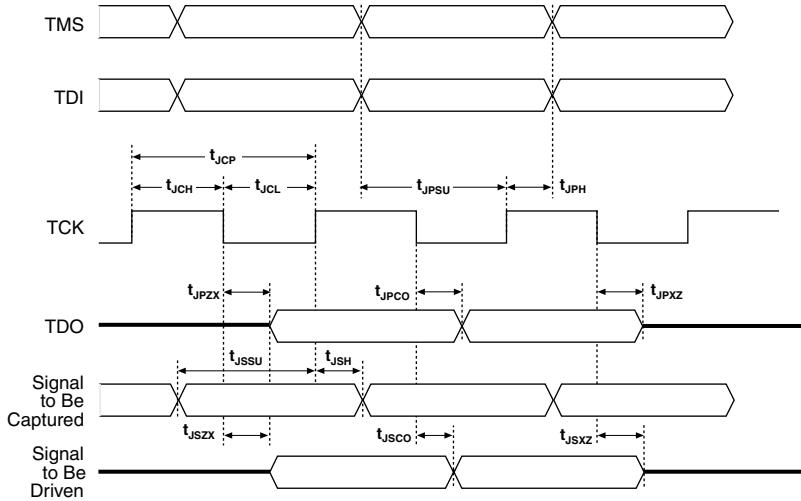 TMS
TDI
tJCP
tJCH
tJCL
tJPSU
tJPH
TCK
tJPZX
tJPCO
tJPXZ
TDO
tJSSU
tJSH
Signal
to Be
Captured
tJSZX
tJSCO
tJSXZ
Signal
to Be
Driven